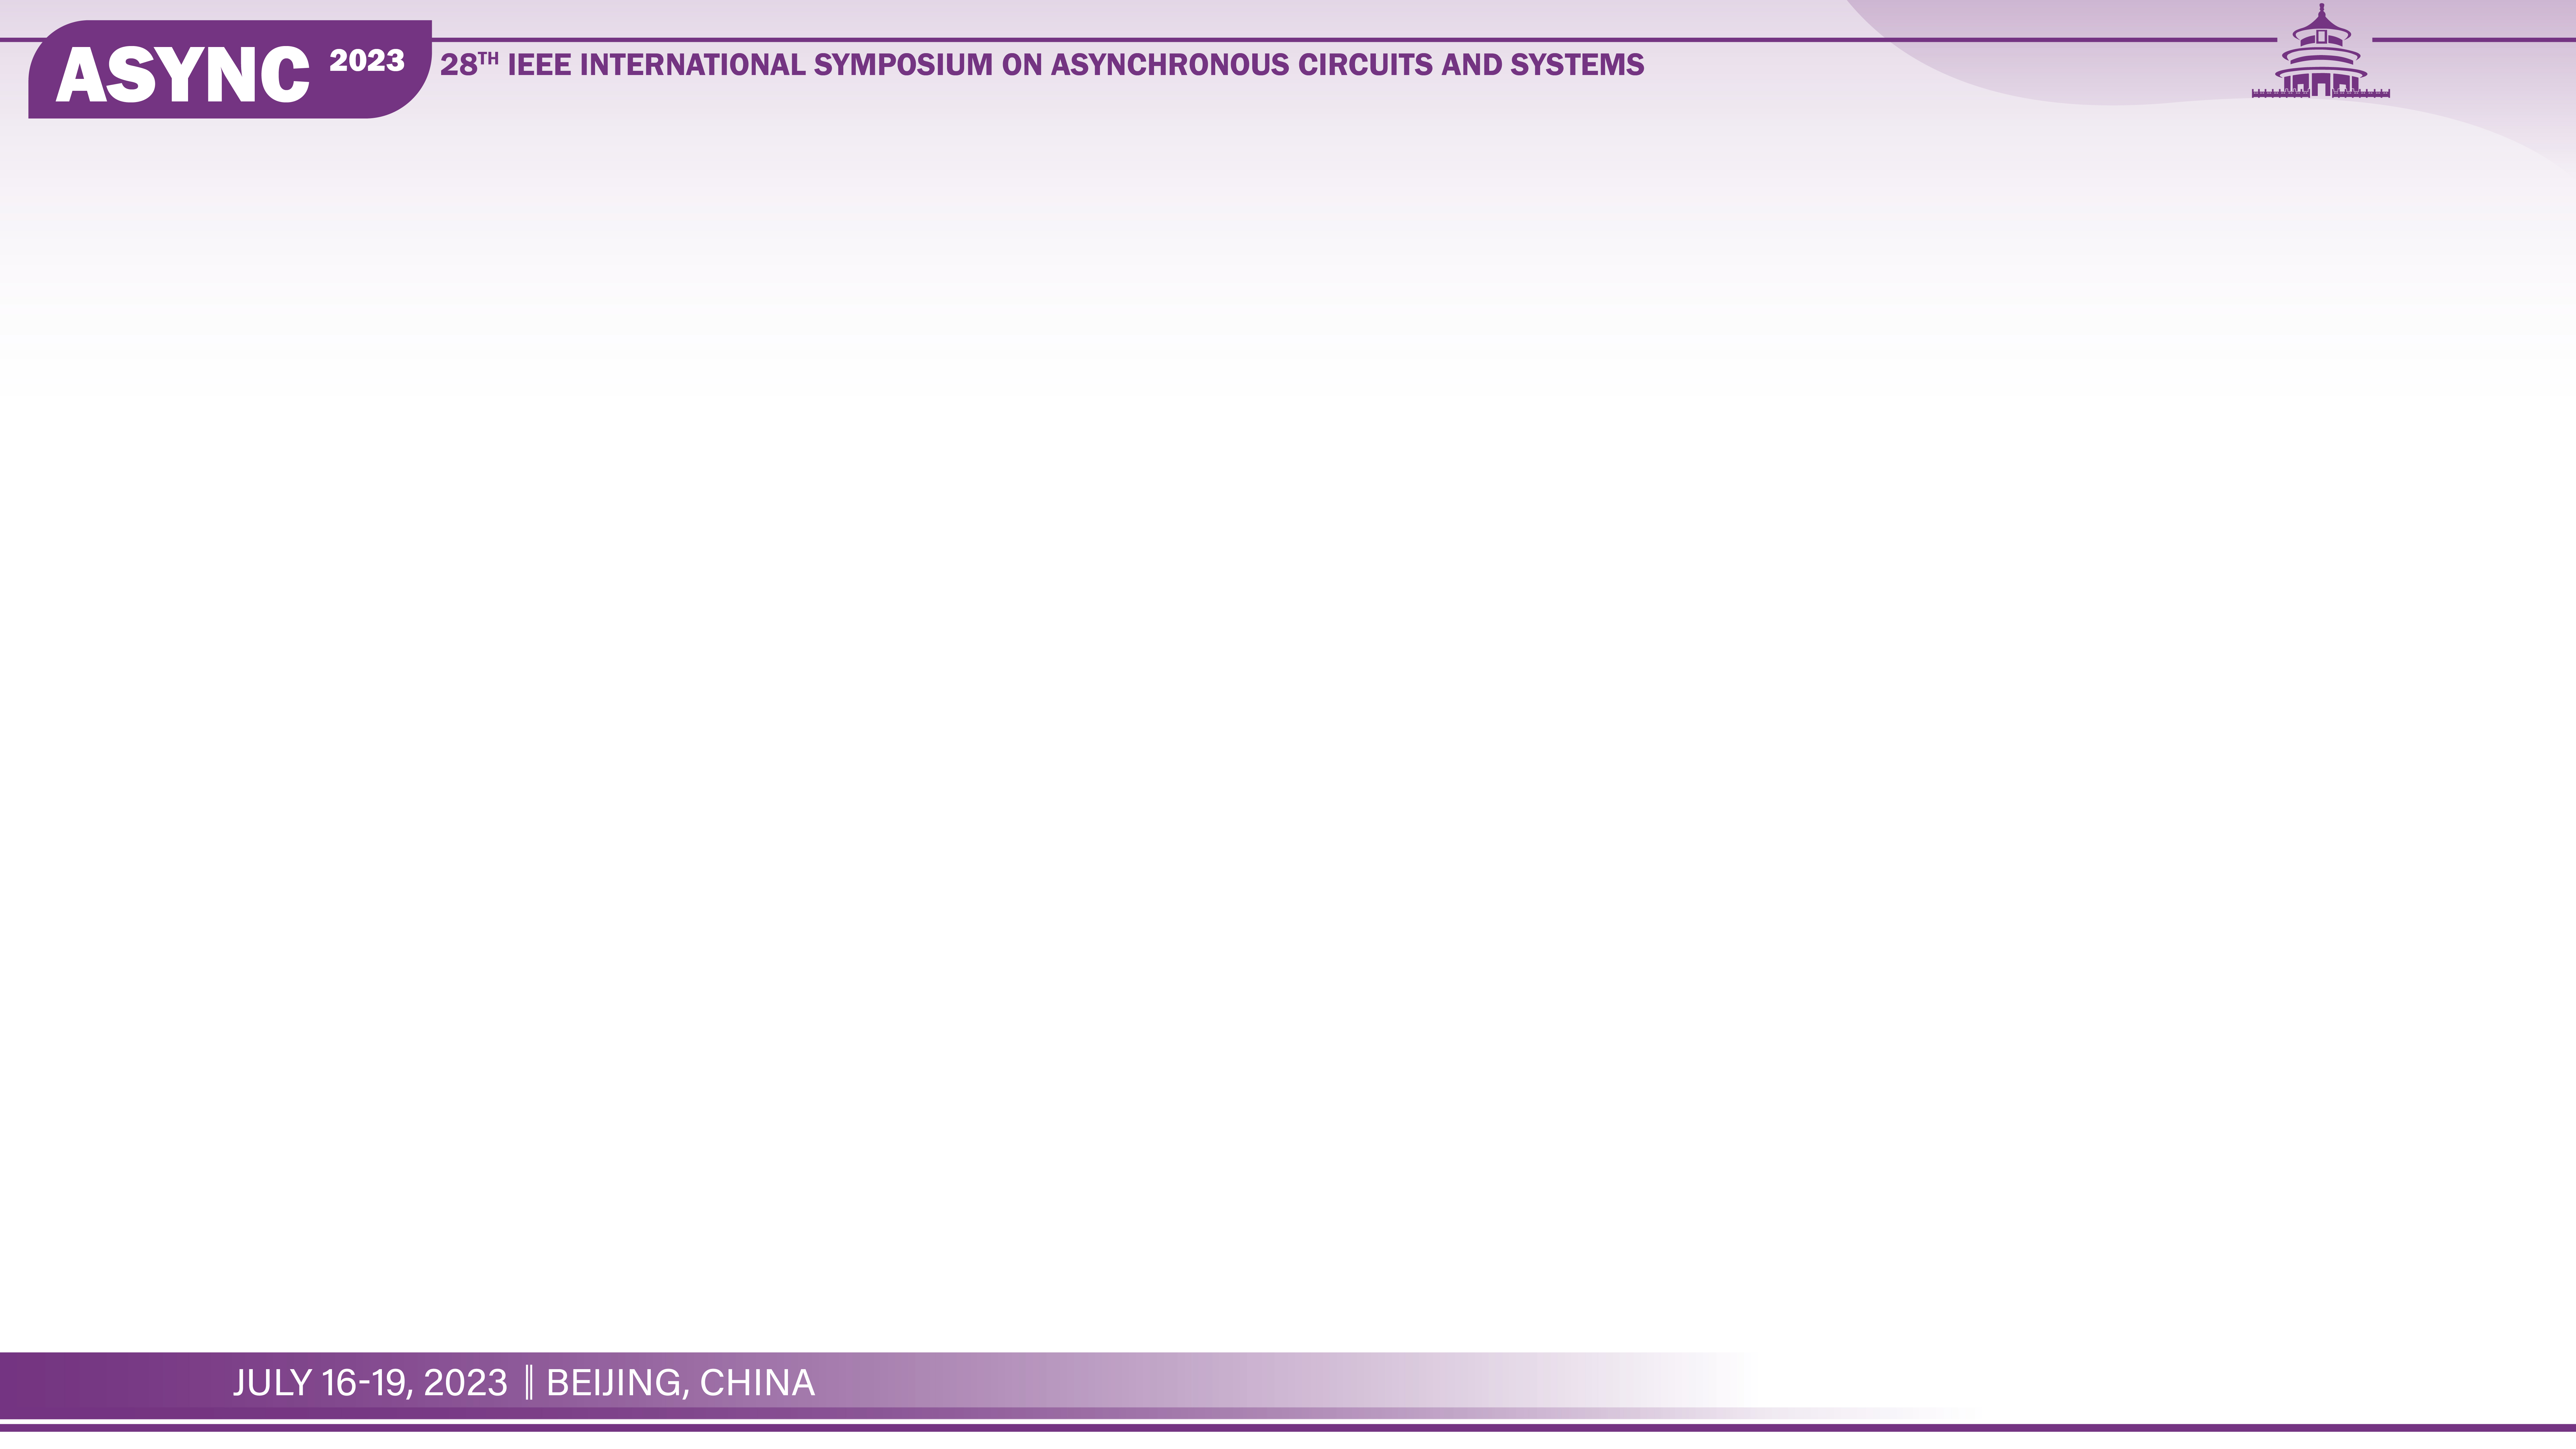 ASYNC 2023
28TH IEEE INTERNATIONAL SYMPOSIUM ON ASYNCHRONOUS CIRCUITS AND SYSTEMS
JULY 16-19, 2023 || BEIJING, CHINA